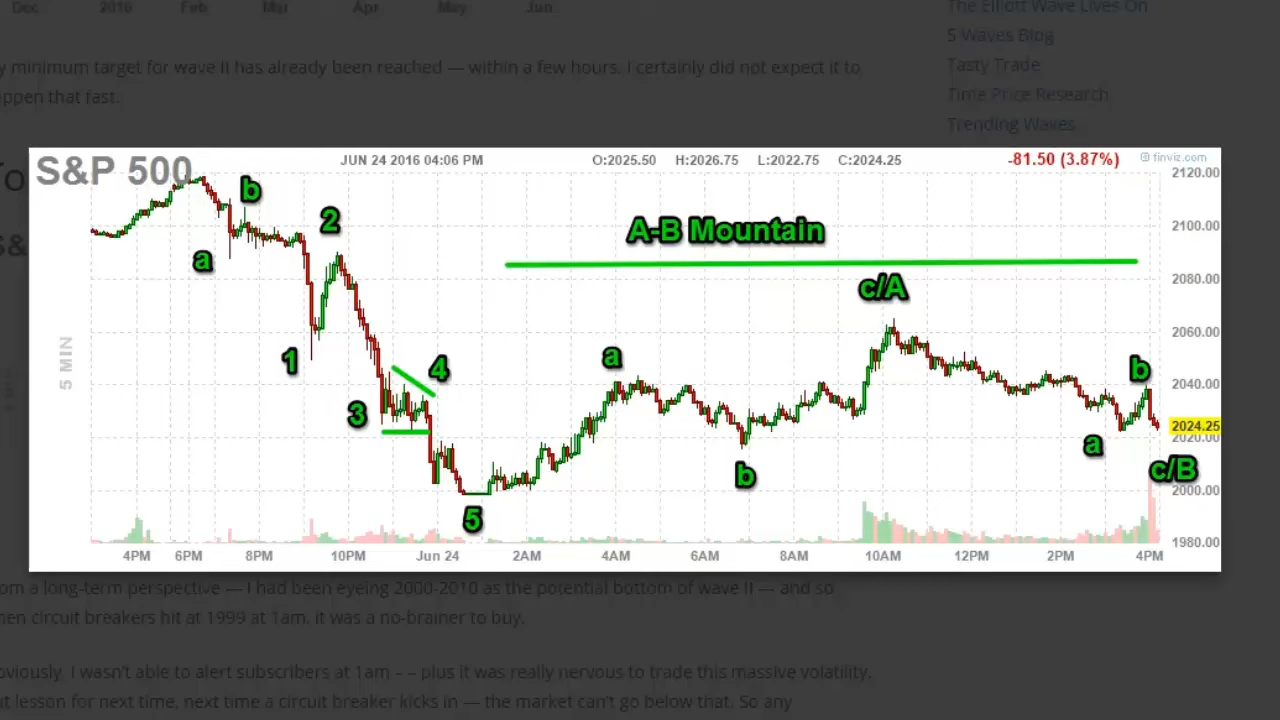 Dec 2016 Feb Mar Apr May Jun
The Elliott Wave Lives On
5 Waves Blog
Tasty Trade
Time Price Research
Trending Waves
y minimum target for wave II has already been reached — within a few hours. I certainly did not expect it to
ppen that fast.
S&P 500
JUN 24 2016 04:06 PM O:2025.50 H:2026.75 L:2022.75 C:2024.25 -81.50 (3.87%) © finviz.com
2120.00
b
2
2100.00
A-B Mountain
a
2080.00
c/A
2060.00
5 MIN
1
4
a
b
2040.00
3
2024.25
2020.00
a
b
c/B
2000.00
5
1980.00
4PM 6PM 8PM 10PM Jun 24 2AM 4AM 6AM 8AM 10AM 12PM 2PM 4PM
om a long-term perspective — I had been eyeing 2000-2010 as the potential bottom of wave II — and so
hen circuit breakers hit at 1999 at 1am, it was a no-brainer to buy.
bviously, I wasn't able to alert subscribers at 1am – – plus it was really nervous to trade this massive volatility.
ut lesson for next time, next time a circuit breaker kicks in — the market can't go below that. So any